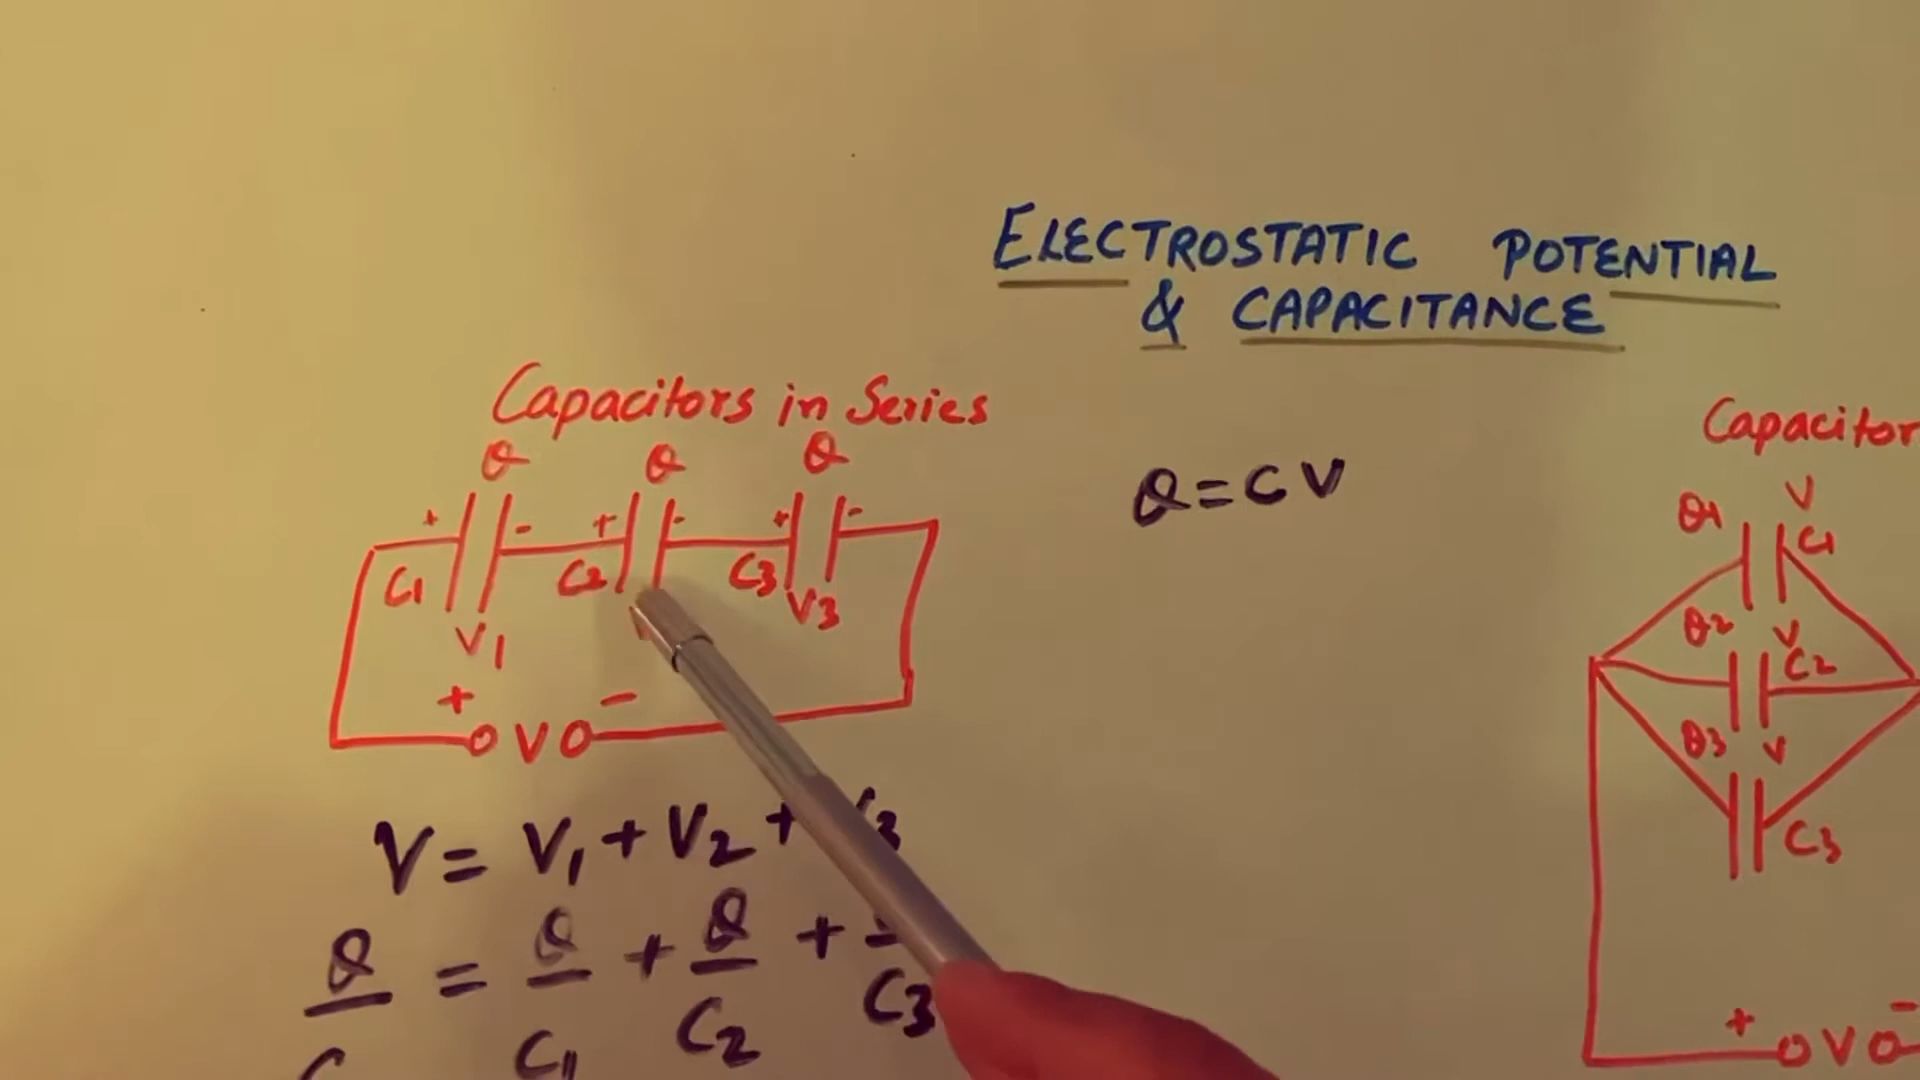 ELECTROSTATIC POTENTIAL
& CAPACITANCE
Capacitors in Series
Q Q Q
+ - + - + -
C1 C2 C3
V1 V3
+ -
V
V = V1 + V2 +
Q/C = Q/C1 + Q/C2 + /C3
Q = CV
Capacitor
Q1 V
C1
Q2 V
C2
Q3 V
C3
+ -
V